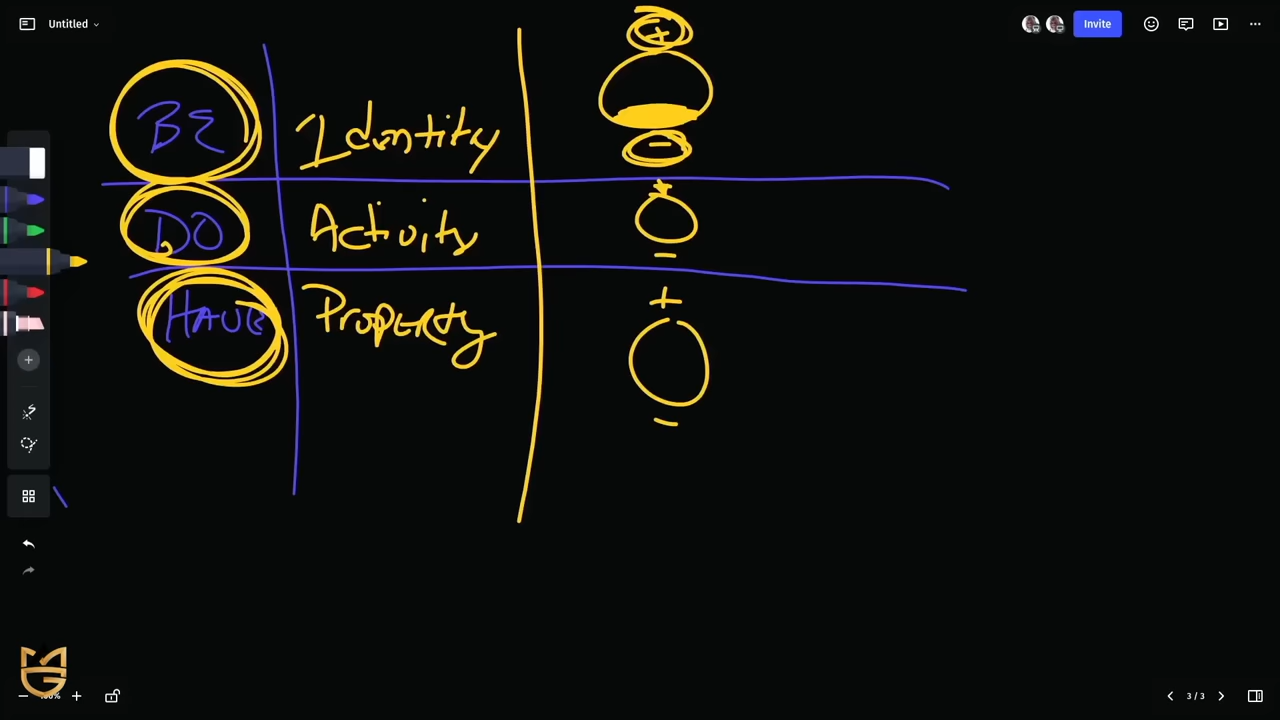 Untitled
Invite
+
BE Identity
-
+
DO Activity
-
+
HAVE Property
-
3 / 3